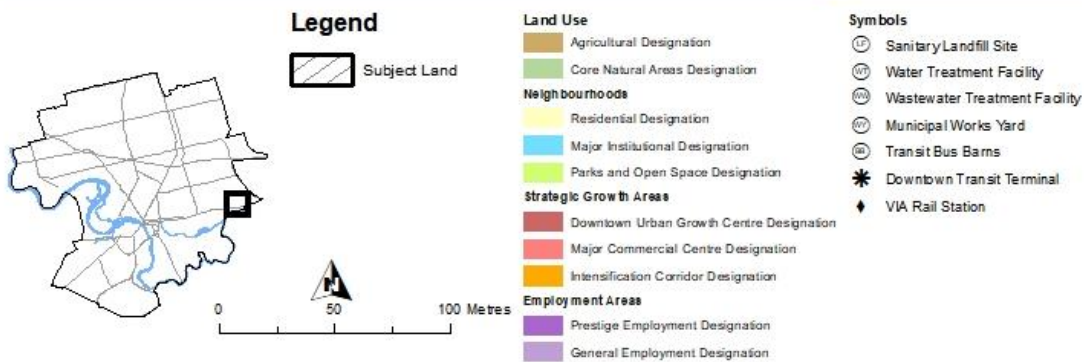 Legend
Subject Land
N
0 50 100 Metres
Land Use
Agricultural Designation
Core Natural Areas Designation
Neighbourhoods
Residential Designation
Major Institutional Designation
Parks and Open Space Designation
Strategic Growth Areas
Downtown Urban Growth Centre Designation
Major Commercial Centre Designation
Intensification Corridor Designation
Employment Areas
Prestige Employment Designation
General Employment Designation
Symbols
LF Sanitary Landfill Site
WT Water Treatment Facility
WW Wastewater Treatment Facility
WY Municipal Works Yard
BB Transit Bus Barns
Downtown Transit Terminal
VIA Rail Station